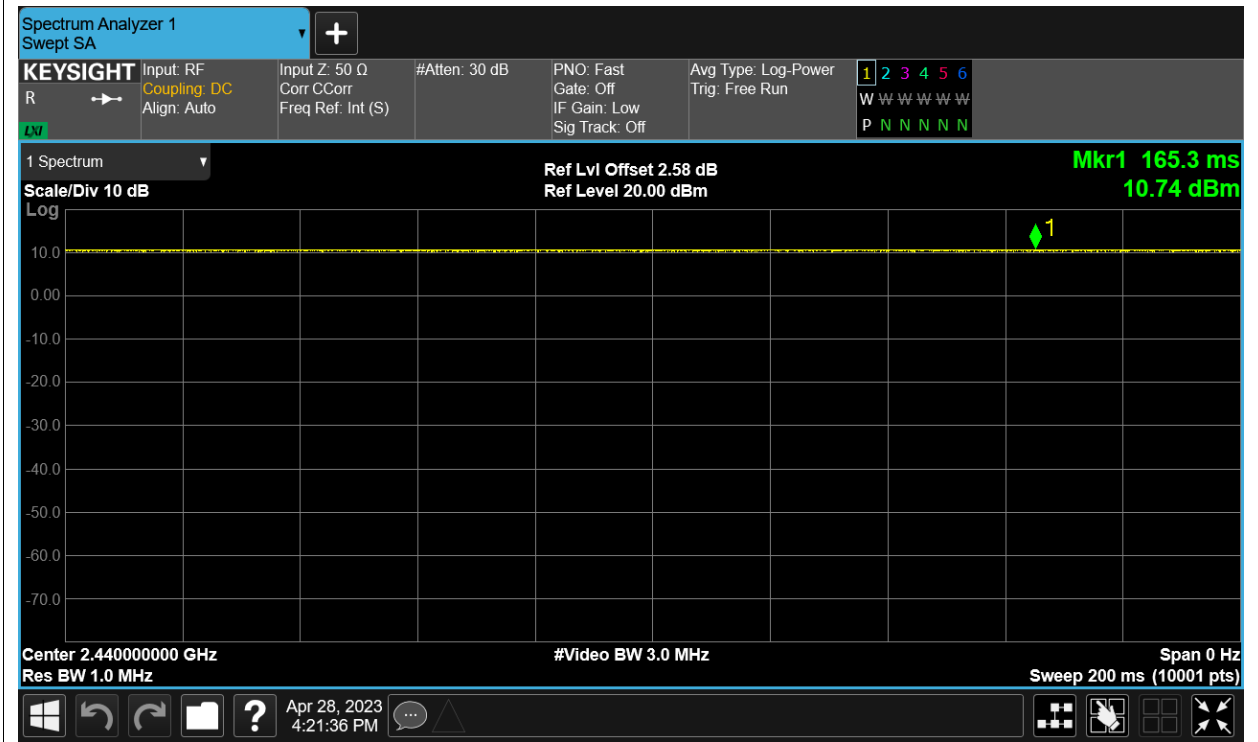 Spectrum Analyzer 1
Swept SA
KEYSIGHT
R
LXI
Input: RF
Coupling: DC
Align: Auto
Input Z: 50 Ω
Corr CCorr
Freq Ref: Int (S)
#Atten: 30 dB
PNO: Fast
Gate: Off
IF Gain: Low
Sig Track: Off
Avg Type: Log-Power
Trig: Free Run
1 2 3 4 5 6
W W W W W W
P N N N N N
1 Spectrum
Scale/Div 10 dB
Log
Ref Lvl Offset 2.58 dB
Ref Level 20.00 dBm
Mkr1 165.3 ms
10.74 dBm
1
10.0
0.00
-10.0
-20.0
-30.0
-40.0
-50.0
-60.0
-70.0
Center 2.440000000 GHz
Res BW 1.0 MHz
#Video BW 3.0 MHz
Span 0 Hz
Sweep 200 ms (10001 pts)
?
Apr 28, 2023
4:21:36 PM